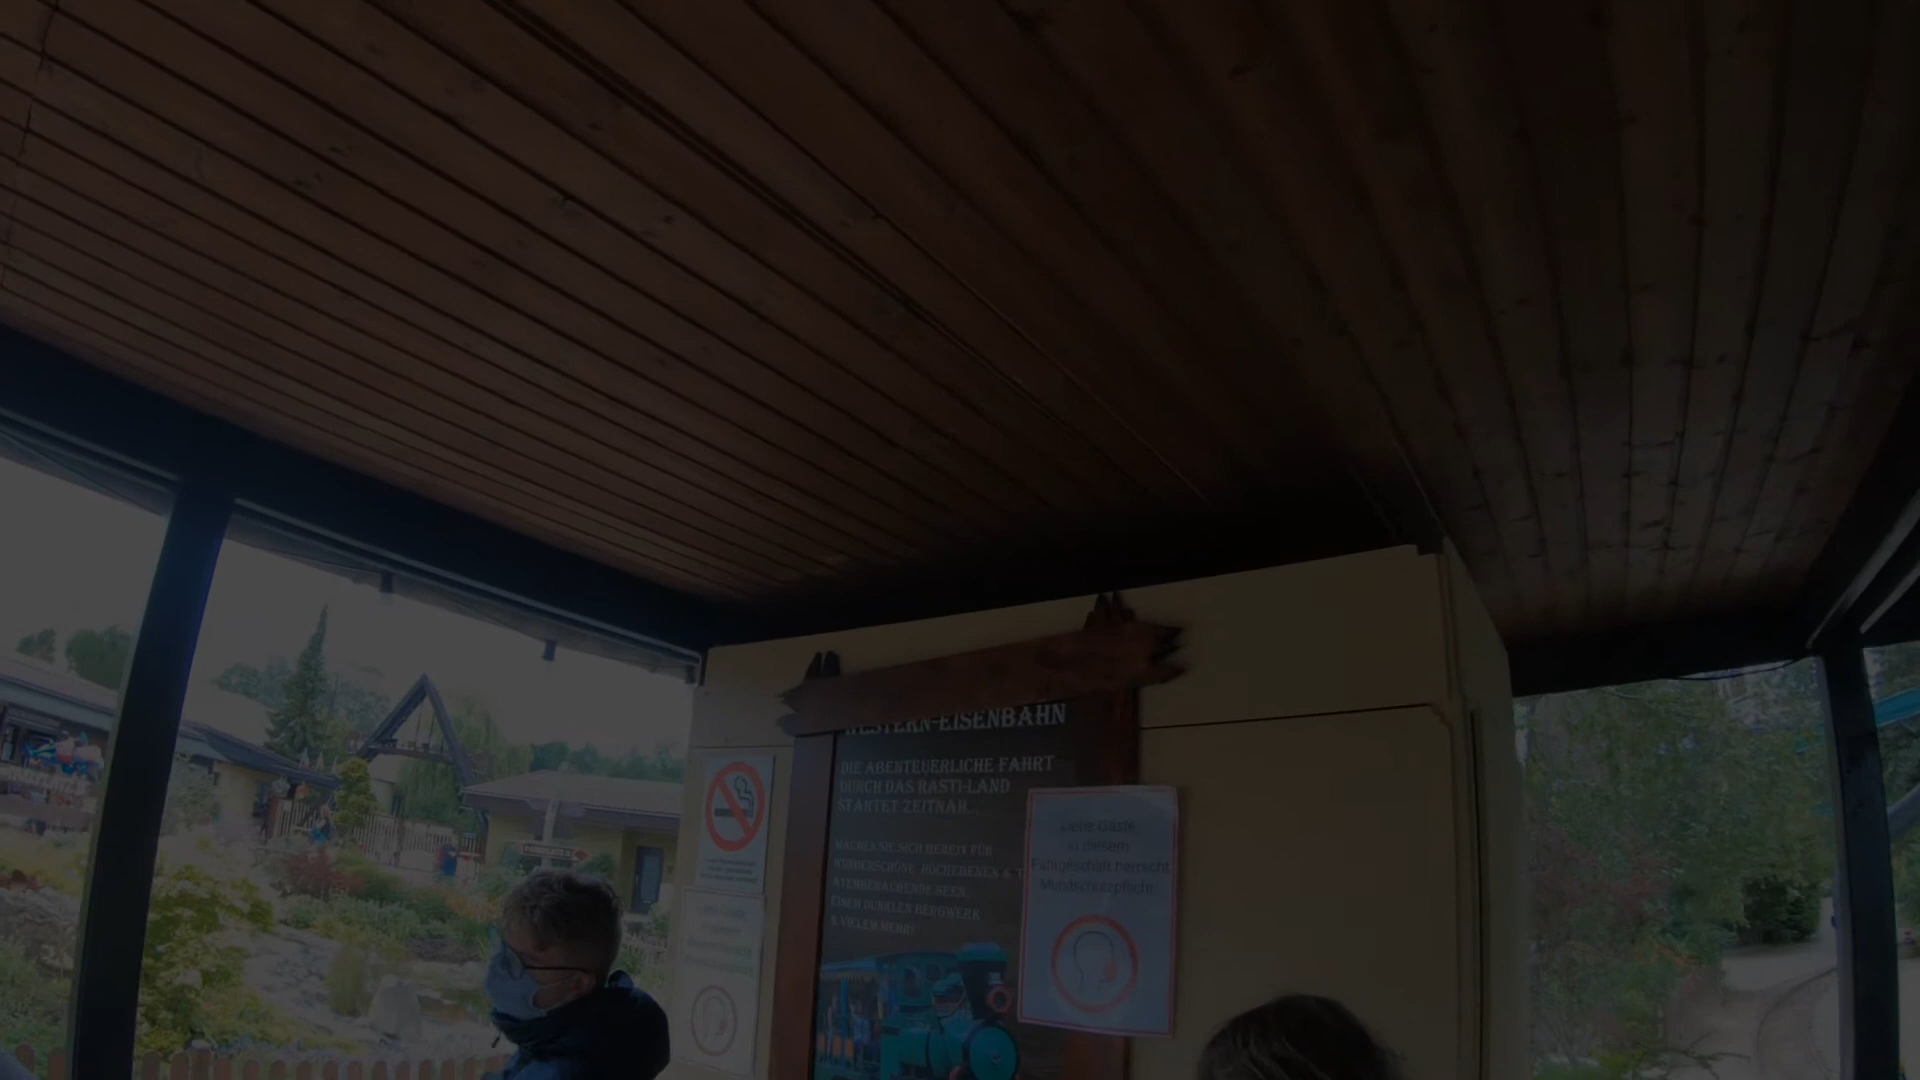 WESTERN-EISENBAHN
DIE ABENTEUERLICHE FAHRT
DURCH DAS RASTI-LAND
STARTET ZEITNAH...
MACHEN SIE SICH BEREIT FÜR
WUNDERSCHÖNE HOCHEBENEN & T
ATEMBERAUBENDE SEEN,
EINEM DUNKLEN BERGWERK
& VIELEM MEHR!
Liebe Gäste,
in diesem
Fahrgeschäft herrscht
Mundschutzpflicht!